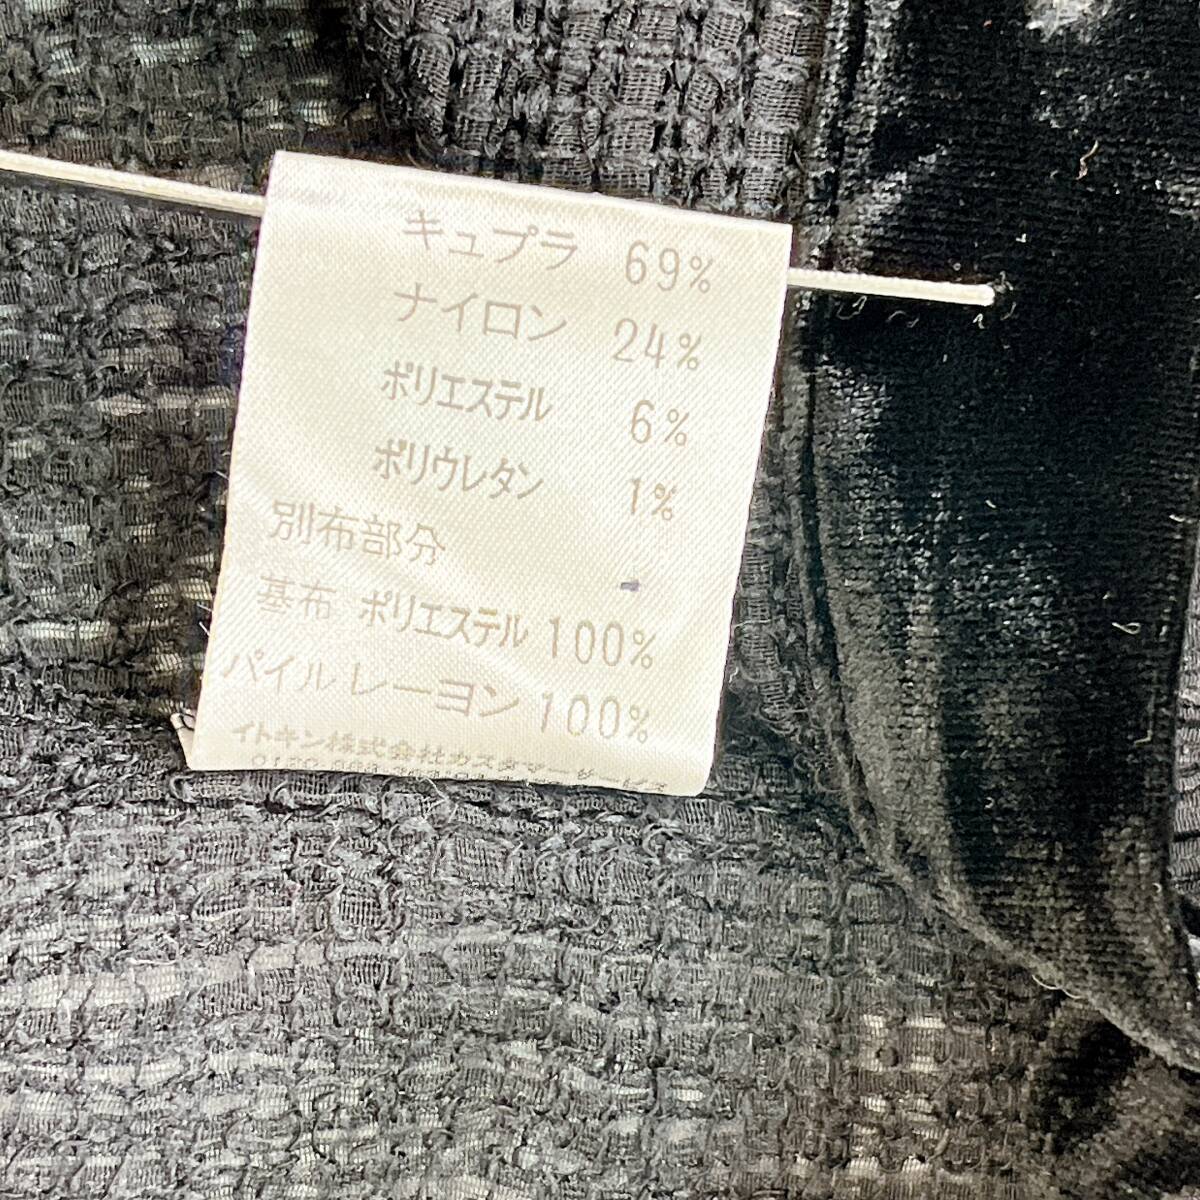 キュプラ 69%
ナイロン 24%
ポリエステル 6%
ポリウレタン 1%
別布部分
基布 ポリエステル 100%
パイル レーヨン 100%
イトキン株式会社カスタマーサービス